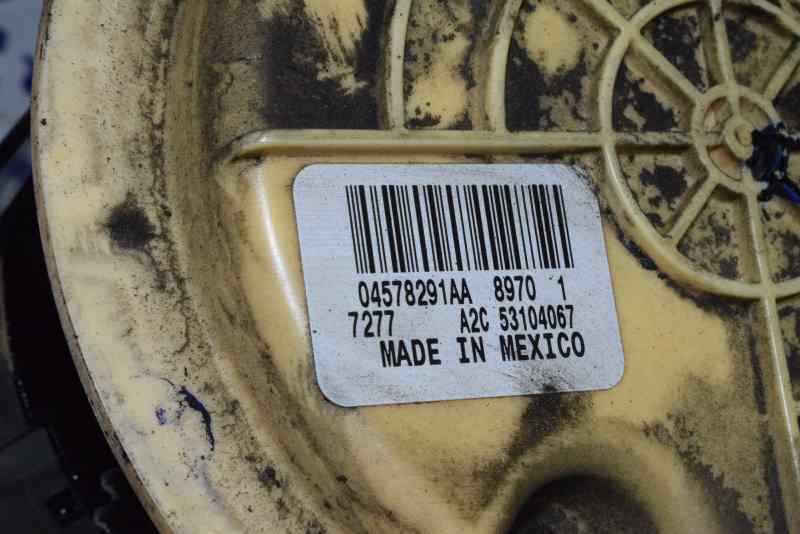 04578291AA 8970 1
7277 A2C 53104067
MADE IN MEXICO